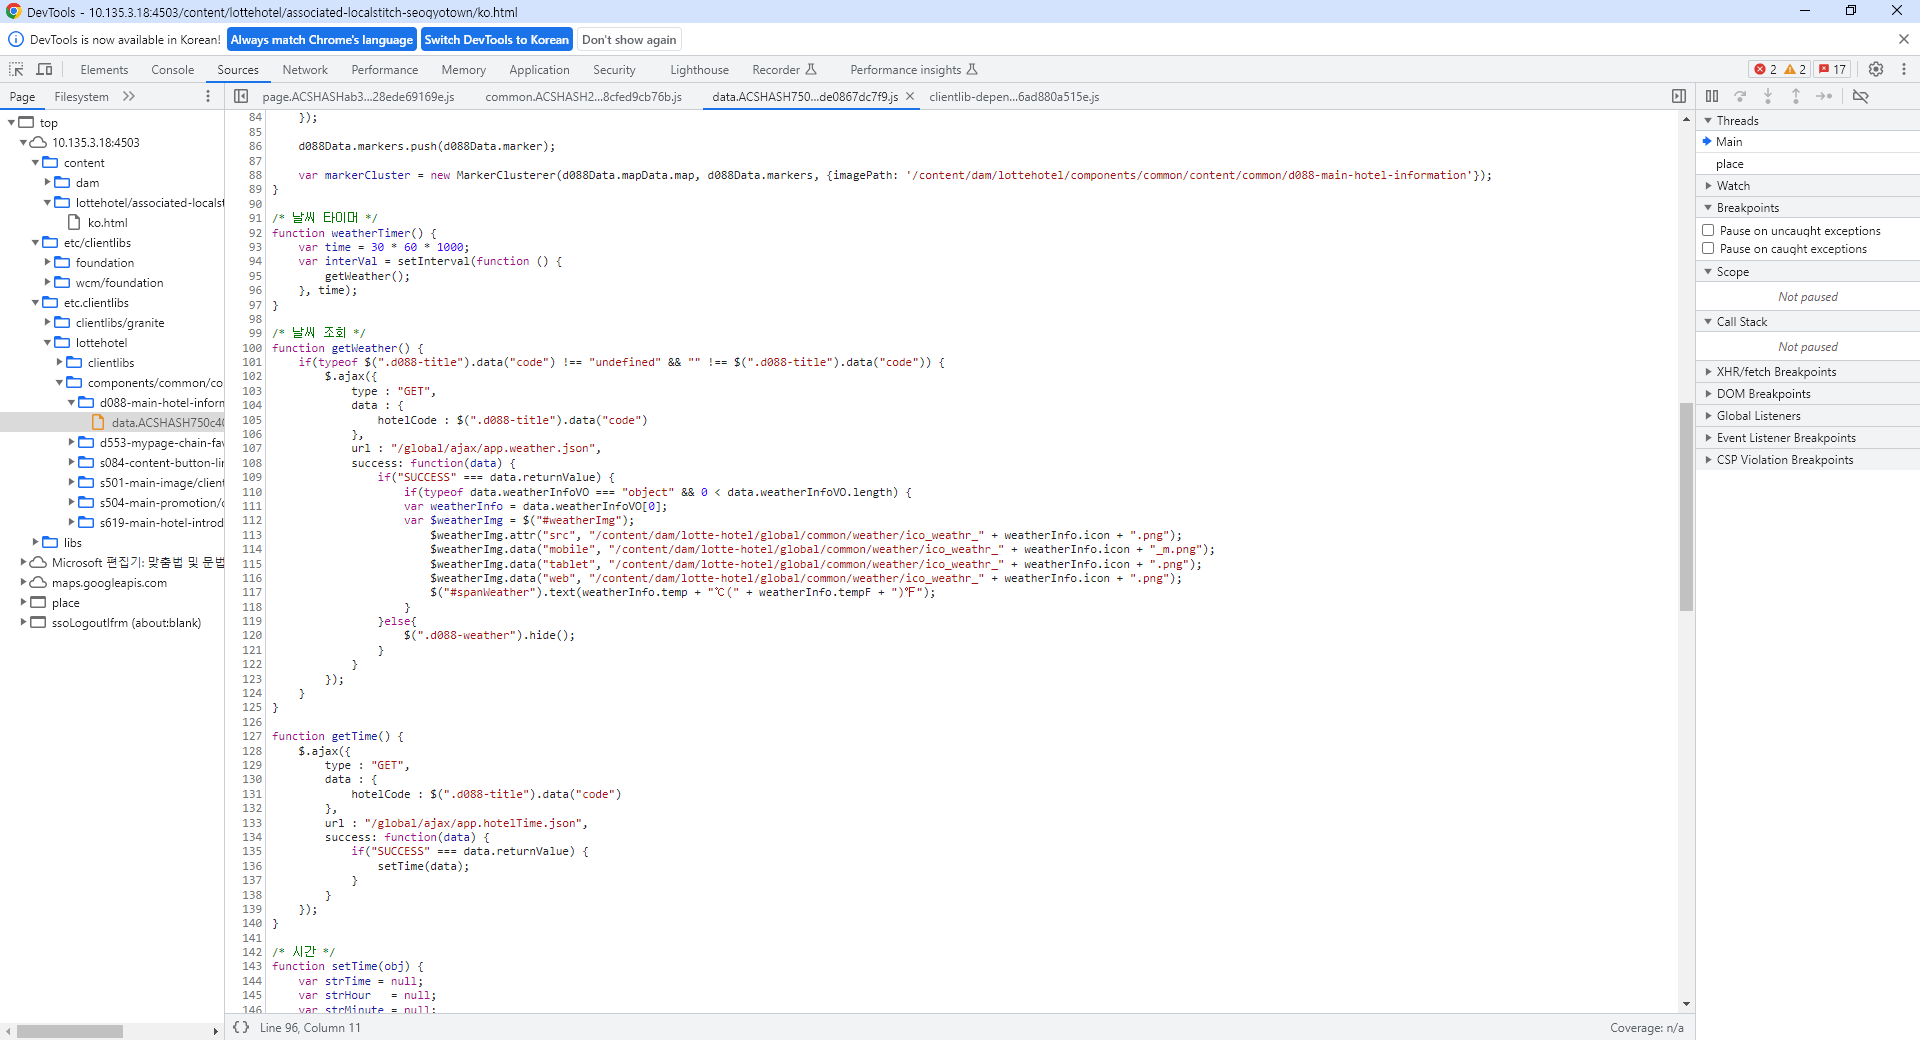 DevTools - 10.135.3.18:4503/content/lottehotel/associated-localstitch-seogyotown/ko.html
DevTools is now available in Korean! Always match Chrome's language Switch DevTools to Korean Don't show again
Elements Console Sources Network Performance Memory Application Security Lighthouse Recorder Performance insights 2 2 17
Page Filesystem
page.ACSHASHab3...28ede69169e.js common.ACSHASH2...8cfed9cb76b.js data.ACSHASH750...de0867dc7f9.js clientlib-depen...6ad880a515e.js
top
10.135.3.18:4503
content
dam
lottehotel/associated-localst
ko.html
etc/clientlibs
foundation
wcm/foundation
etc.clientlibs
clientlibs/granite
lottehotel
clientlibs
components/common/co
d088-main-hotel-inforn
data.ACSHASH750c40
d553-mypage-chain-fav
s084-content-button-lin
s501-main-image/client
s504-main-promotion/c
s619-main-hotel-introd
libs
Microsoft 편집기: 맞춤법 및 문법
maps.googleapis.com
place
ssoLogoutIfrm (about:blank)
84     });
85
86     d088Data.markers.push(d088Data.marker);
87
88     var markerCluster = new MarkerClusterer(d088Data.mapData.map, d088Data.markers, {imagePath: '/content/dam/lottehotel/components/common/content/common/d088-main-hotel-information'});
89 }
90
91 /* 날씨 타이머 */
92 function weatherTimer() {
93     var time = 30 * 60 * 1000;
94     var interVal = setInterval(function () {
95         getWeather();
96     }, time);
97 }
98
99 /* 날씨 조회 */
100 function getWeather() {
101     if(typeof $(".d088-title").data("code") !== "undefined" && "" !== $(".d088-title").data("code")) {
102         $.ajax({
103             type : "GET",
104             data : {
105                 hotelCode : $(".d088-title").data("code")
106             },
107             url : "/global/ajax/app.weather.json",
108             success: function(data) {
109                 if("SUCCESS" === data.returnValue) {
110                     if(typeof data.weatherInfoVO === "object" && 0 < data.weatherInfoVO.length) {
111                     var weatherInfo = data.weatherInfoVO[0];
112                     var $weatherImg = $("#weatherImg");
113                         $weatherImg.attr("src", "/content/dam/lotte-hotel/global/common/weather/ico_weathr_" + weatherInfo.icon + ".png");
114                         $weatherImg.data("mobile", "/content/dam/lotte-hotel/global/common/weather/ico_weathr_" + weatherInfo.icon + "_m.png");
115                         $weatherImg.data("tablet", "/content/dam/lotte-hotel/global/common/weather/ico_weathr_" + weatherInfo.icon + ".png");
116                         $weatherImg.data("web", "/content/dam/lotte-hotel/global/common/weather/ico_weathr_" + weatherInfo.icon + ".png");
117                         $("#spanWeather").text(weatherInfo.temp + "℃(" + weatherInfo.tempF + ")℉");
118                     }
119                 }else{
120                     $(".d088-weather").hide();
121                 }
122             }
123         });
124     }
125 }
126
127 function getTime() {
128     $.ajax({
129         type : "GET",
130         data : {
131             hotelCode : $(".d088-title").data("code")
132         },
133         url : "/global/ajax/app.hotelTime.json",
134         success: function(data) {
135             if("SUCCESS" === data.returnValue) {
136                 setTime(data);
137             }
138         }
139     });
140 }
141
142 /* 시간 */
143 function setTime(obj) {
144     var strTime = null;
145     var strHour   = null;
146     var strMinute = null;
Line 96, Column 11
Coverage: n/a
Threads
Main
place
Watch
Breakpoints
Pause on uncaught exceptions
Pause on caught exceptions
Scope
Not paused
Call Stack
Not paused
XHR/fetch Breakpoints
DOM Breakpoints
Global Listeners
Event Listener Breakpoints
CSP Violation Breakpoints